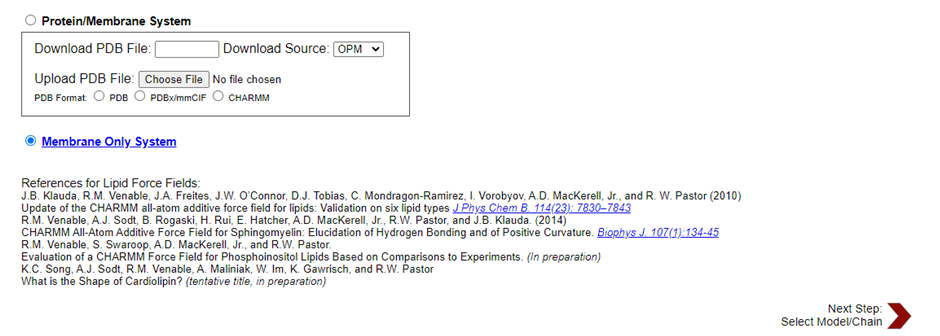 Protein/Membrane System
Download PDB File: Download Source: OPM
Upload PDB File: Choose File No file chosen
PDB Format: PDB PDBx/mmCIF CHARMM
Membrane Only System
References for Lipid Force Fields:
J.B. Klauda, R.M. Venable, J.A. Freites, J.W. O'Connor, D.J. Tobias, C. Mondragon-Ramirez, I. Vorobyov, A.D. MacKerell, Jr., and R. W. Pastor (2010)
Update of the CHARMM all-atom additive force field for lipids: Validation on six lipid types J Phys Chem B. 114(23): 7830–7843
R.M. Venable, A.J. Sodt, B. Rogaski, H. Rui, E. Hatcher, A.D. MacKerell, Jr., R.W. Pastor, and J.B. Klauda. (2014)
CHARMM All-Atom Additive Force Field for Sphingomyelin: Elucidation of Hydrogen Bonding and of Positive Curvature. Biophys J. 107(1):134-45
R.M. Venable, S. Swaroop, A.D. MacKerell, Jr., and R.W. Pastor.
Evaluation of a CHARMM Force Field for Phosphoinositol Lipids Based on Comparisons to Experiments. (In preparation)
K.C. Song, A.J. Sodt, R.M. Venable, A. Maliniak, W. Im, K. Gawrisch, and R.W. Pastor
What is the Shape of Cardiolipin? (tentative title, in preparation)
Next Step:
Select Model/Chain